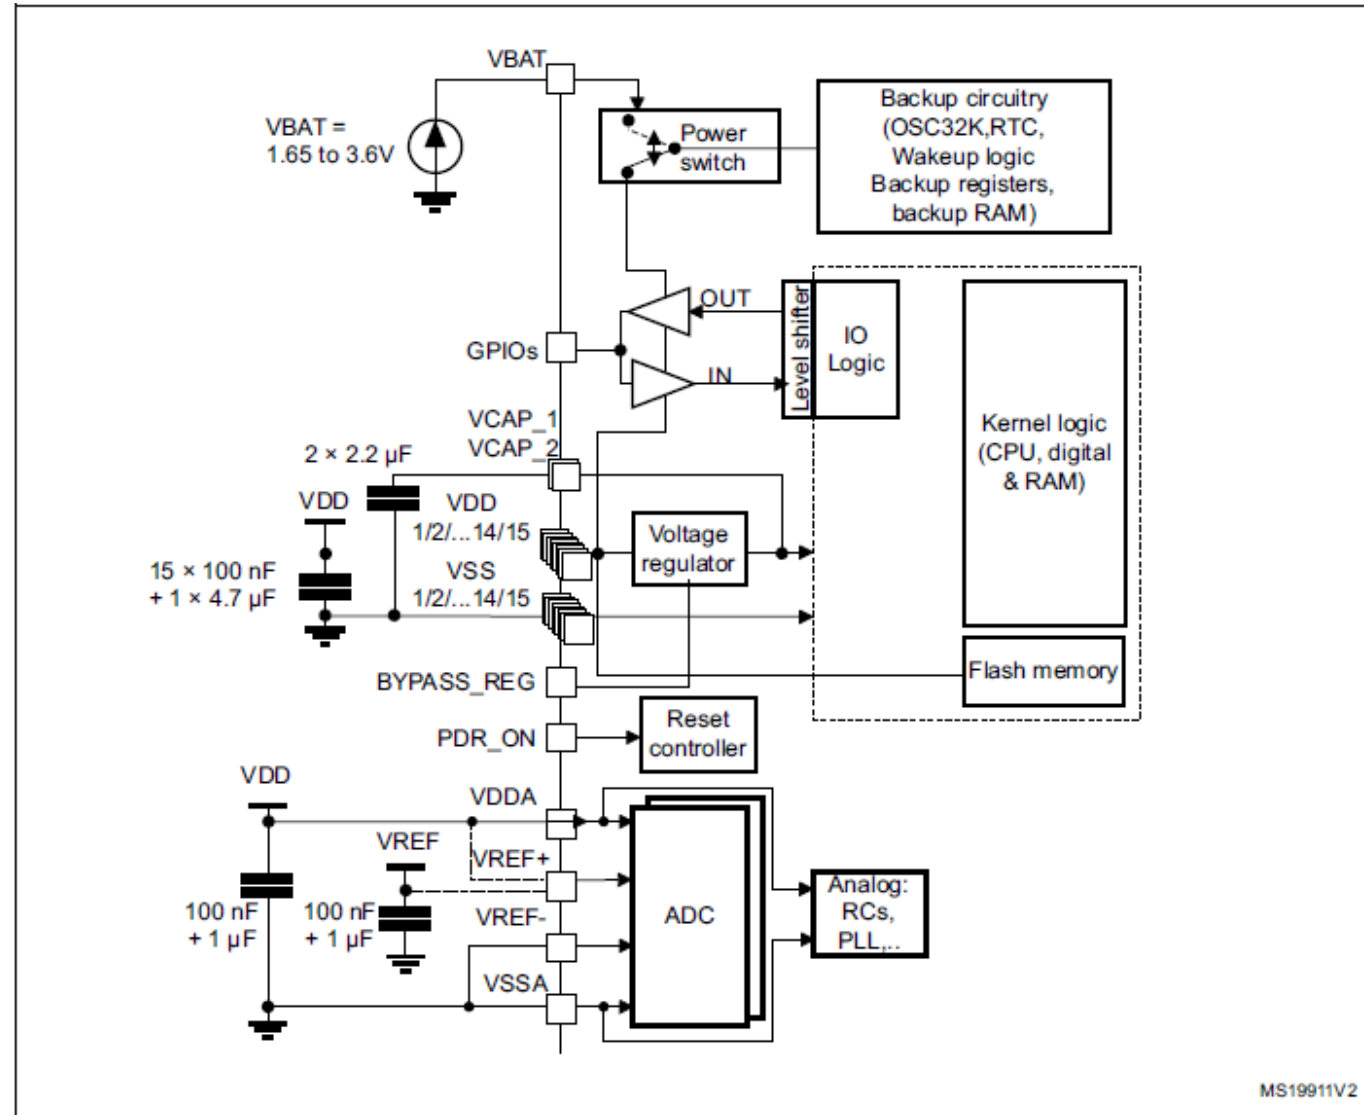 VBAT
VBAT =
1.65 to 3.6V
Power
switch
Backup circuitry
(OSC32K,RTC,
Wakeup logic
Backup registers,
backup RAM)
OUT
GPIOs
IN
Level shifter
IO
Logic
Kernel logic
(CPU, digital
& RAM)
VCAP_1
VCAP_2
2 × 2.2 µF
VDD
VDD
1/2/...14/15
Voltage
regulator
15 × 100 nF
+ 1 × 4.7 µF
VSS
1/2/...14/15
BYPASS_REG
Flash memory
PDR_ON
Reset
controller
VDD
VDDA
VREF
VREF+
100 nF
+ 1 µF
100 nF
+ 1 µF
VREF-
ADC
Analog:
RCs,
PLL,..
VSSA
MS19911V2